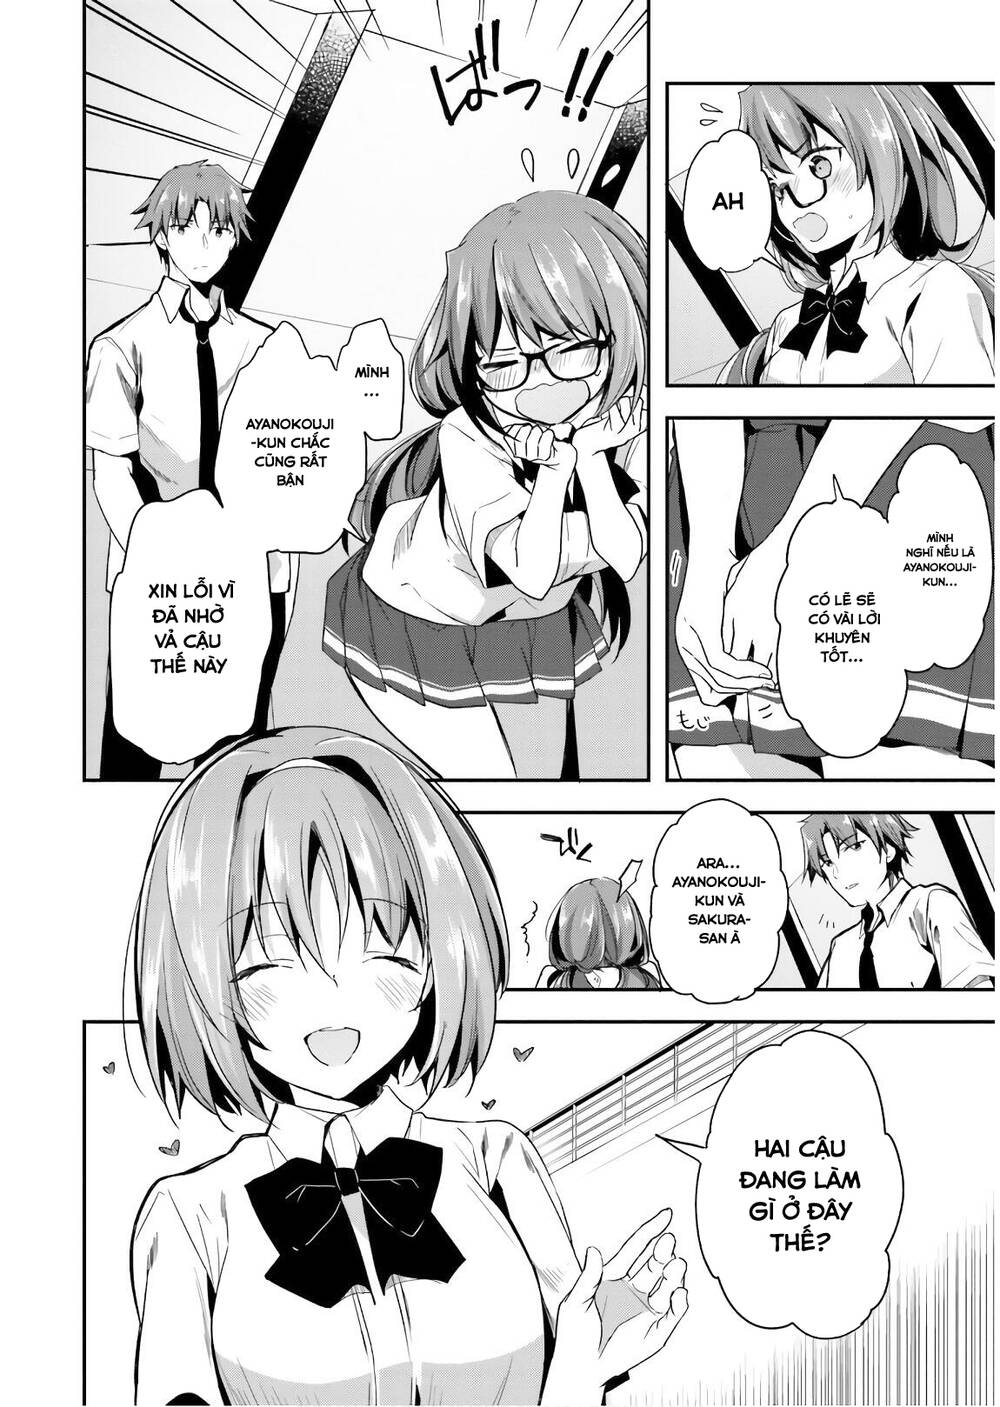 AH
MÌNH
NGHĨ NẾU LÀ
AYANOKOUJI-
KUN...
CÓ LẼ SẼ
CÓ VÀI LỜI
KHUYÊN
TỐT...
もじ
ばっ!!
MÌNH
...
AYANOKOUJI
-KUN CHẮC
CŨNG RẤT
BẬN
XIN LỖI VÌ
ĐÃ NHỜ
VẢ CẬU
THẾ NÀY
ARA...
AYANOKOUJI-
KUN VÀ
SAKURA-
SAN À
HAI CẬU
ĐANG LÀM
GÌ Ở ĐÂY
THẾ?